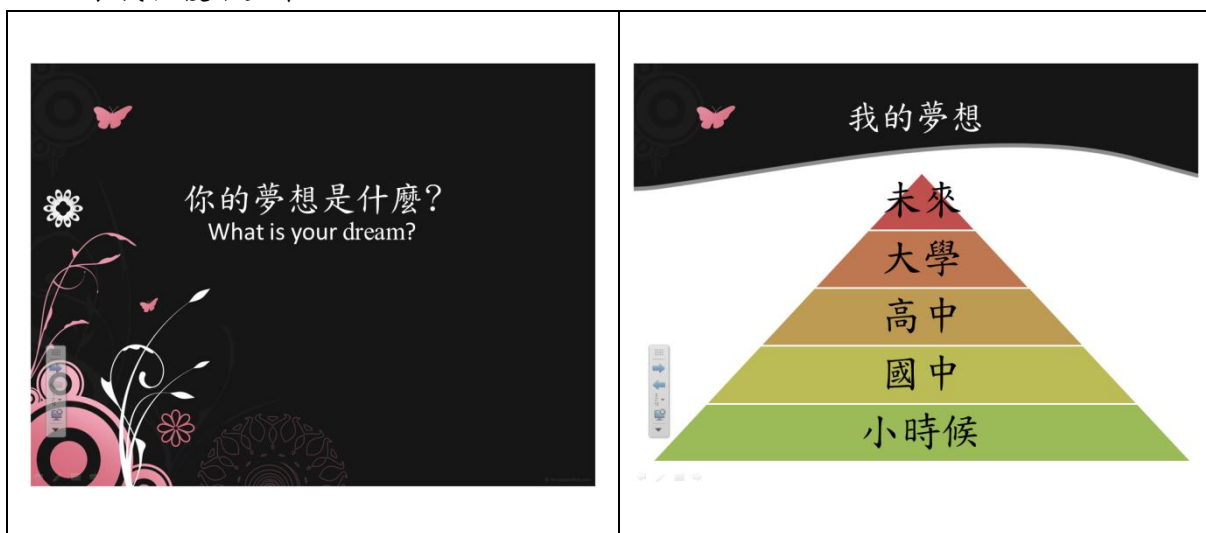 你的夢想是什麼?
What is your dream?
我的夢想
未來
大學
高中
國中
小時候